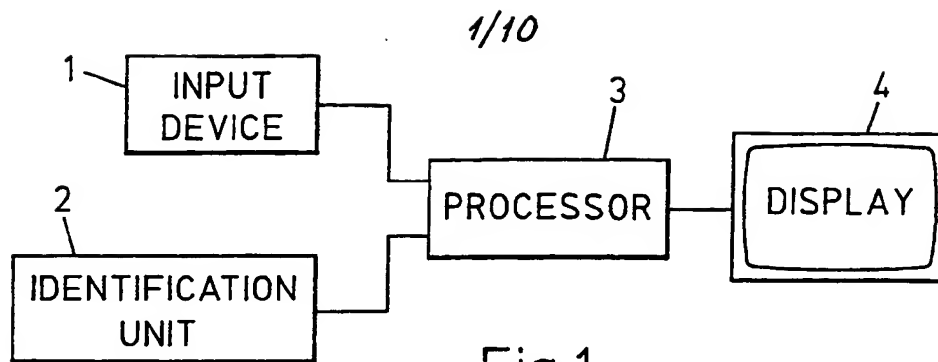 1/10
1
INPUT
DEVICE
2
IDENTIFICATION
UNIT
3
PROCESSOR
4
DISPLAY
Fig.1